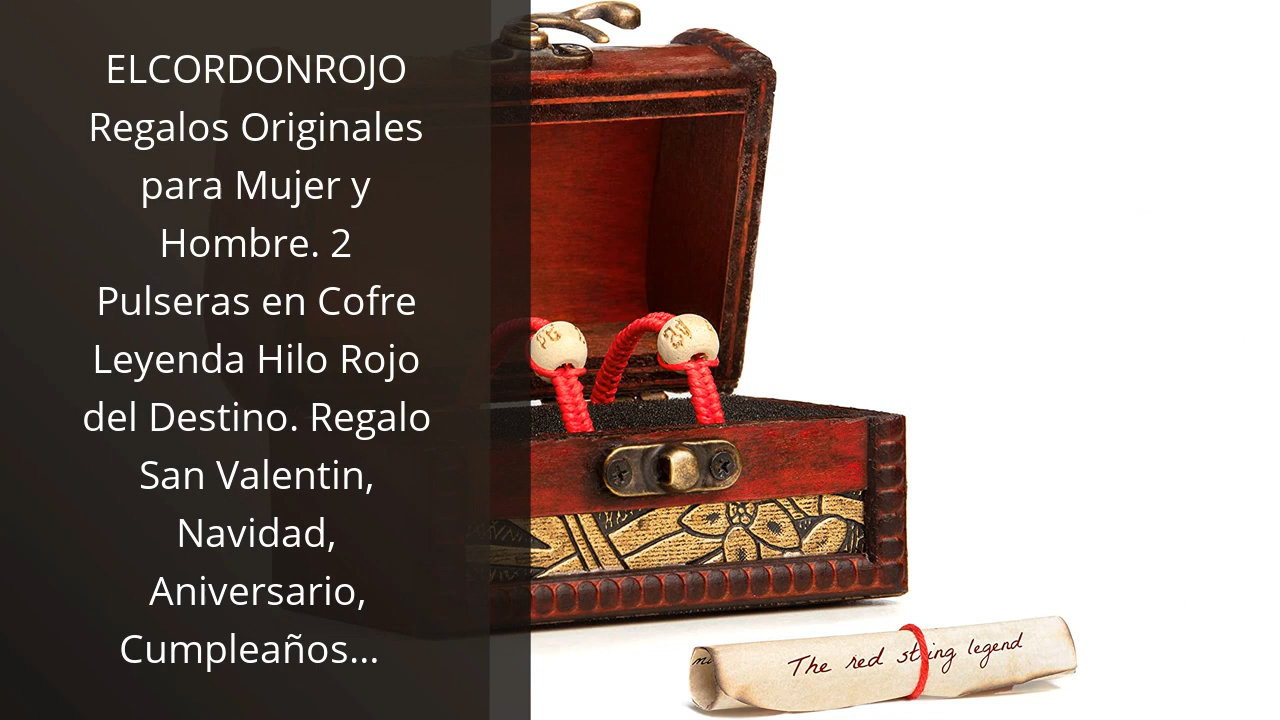 ELCORDONROJO
Regalos Originales
para Mujer y
Hombre. 2
Pulseras en Cofre
Leyenda Hilo Rojo
del Destino. Regalo
San Valentin,
Navidad,
Aniversario,
Cumpleaños...
The red string legend